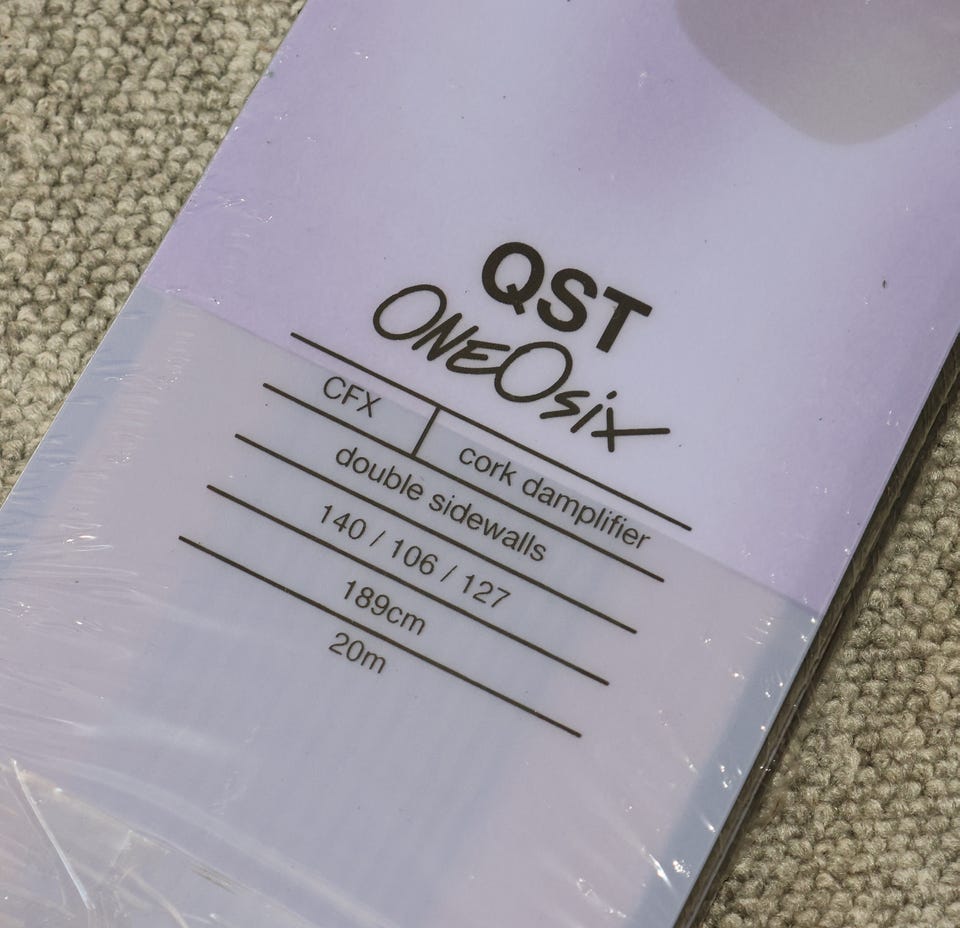 QST
ONEOsix
CFX cork damplifier
double sidewalls
140 / 106 / 127
189cm
20m